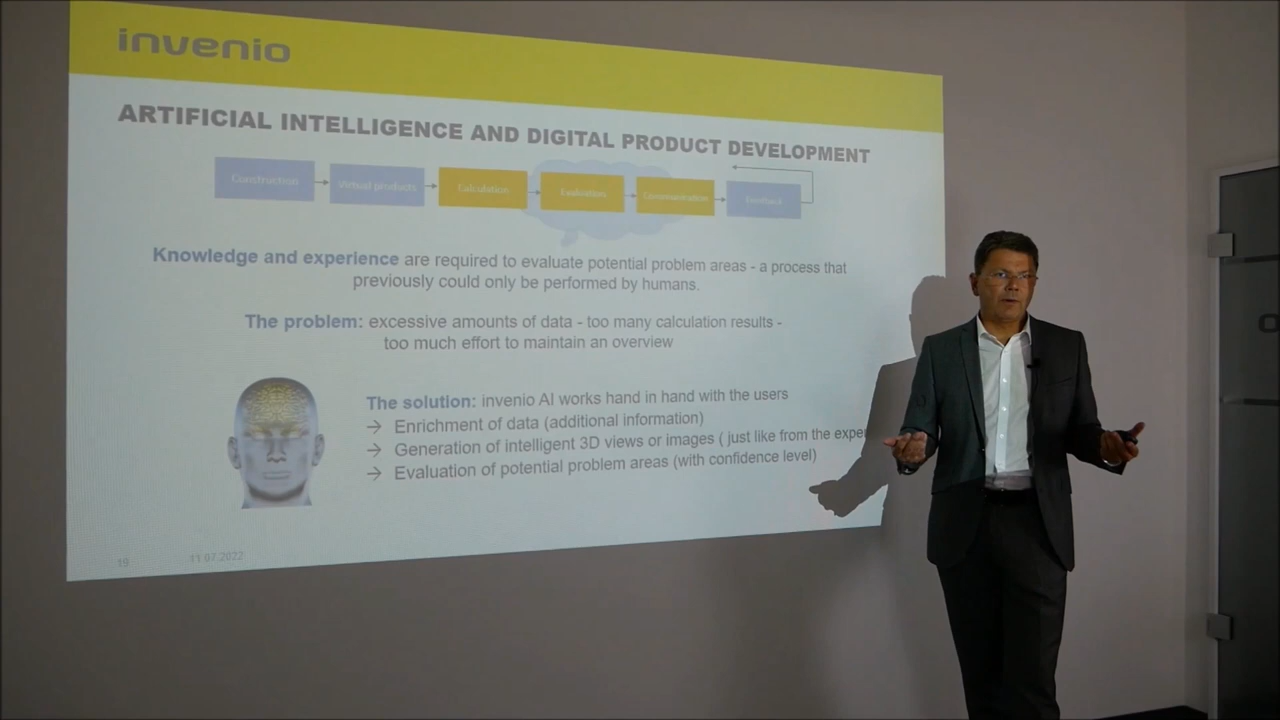 invenio
ARTIFICIAL INTELLIGENCE AND DIGITAL PRODUCT DEVELOPMENT
Construction
Virtual products
Calculation
Evaluation
Communication
Feedback
Knowledge and experience are required to evaluate potential problem areas - a process that
previously could only be performed by humans.
The problem: excessive amounts of data - too many calculation results -
too much effort to maintain an overview
The solution: invenio AI works hand in hand with the users
→ Enrichment of data (additional information)
→ Generation of intelligent 3D views or images ( just like from the exper
→ Evaluation of potential problem areas (with confidence level)
19 11.07.2022